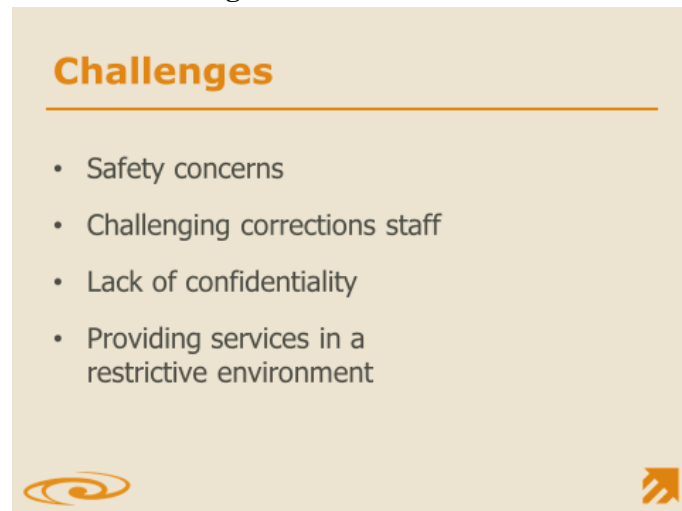 Challenges
• Safety concerns
• Challenging corrections staff
• Lack of confidentiality
• Providing services in a
restrictive environment